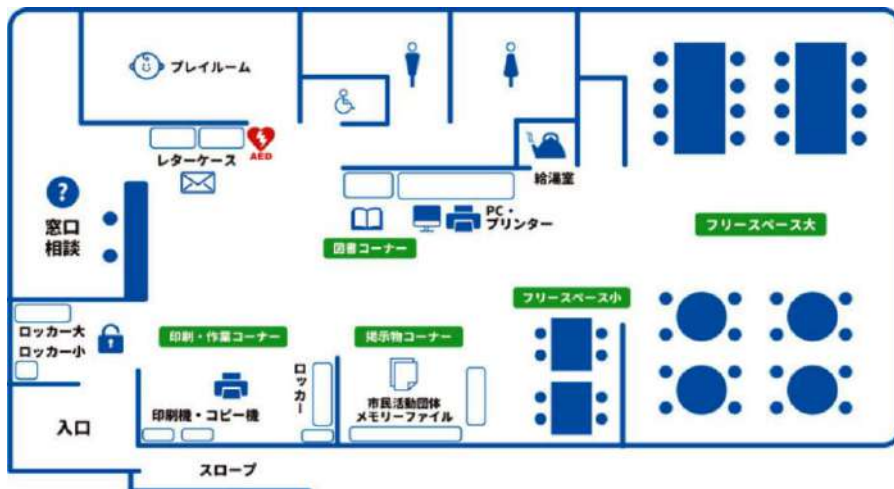 プレイルーム
AED
レターケース
?
窓口
相談
給湯室
PC・
プリンター
図書コーナー
フリースペース大
フリースペース小
ロッカー大
ロッカー小
印刷・作業コーナー
掲示物コーナー
ロッカー
印刷機・コピー機
市民活動団体
メモリーファイル
入口
スロープ